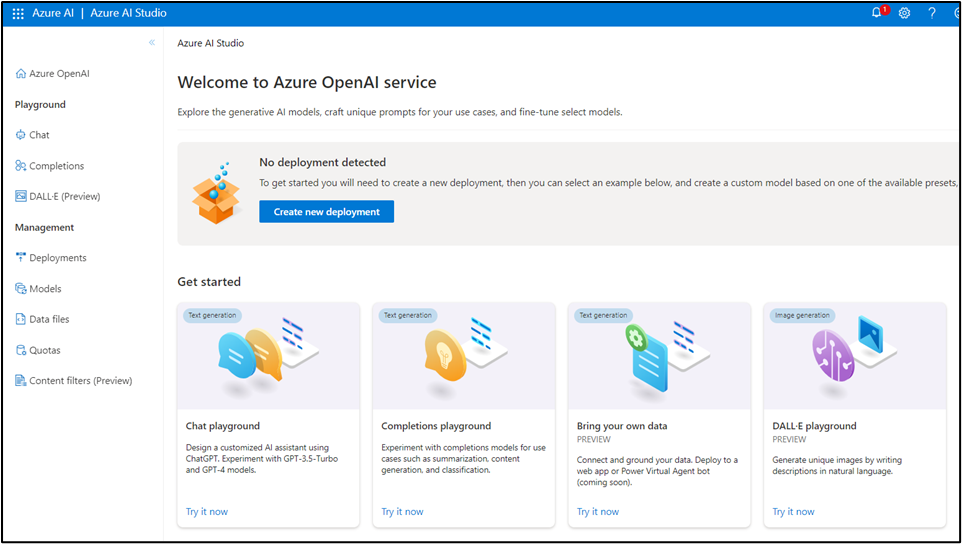 Azure AI | Azure AI Studio
1
?
«
Azure OpenAI
Playground
Chat
Completions
DALL·E (Preview)
Management
Deployments
Models
Data files
Quotas
Content filters (Preview)
Azure AI Studio
Welcome to Azure OpenAI service
Explore the generative AI models, craft unique prompts for your use cases, and fine-tune select models.
No deployment detected
To get started you will need to create a new deployment, then you can select an example below, and create a custom model based on one of the available presets,
Create new deployment
Get started
Text generation
Chat playground
Design a customized AI assistant using
ChatGPT. Experiment with GPT-3.5-Turbo
and GPT-4 models.
Try it now
Text generation
Completions playground
Experiment with completions models for use
cases such as summarization, content
generation, and classification.
Try it now
Text generation
Bring your own data
PREVIEW
Connect and ground your data. Deploy to a
web app or Power Virtual Agent bot
(coming soon).
Try it now
Image generation
DALL·E playground
PREVIEW
Generate unique images by writing
descriptions in natural language.
Try it now